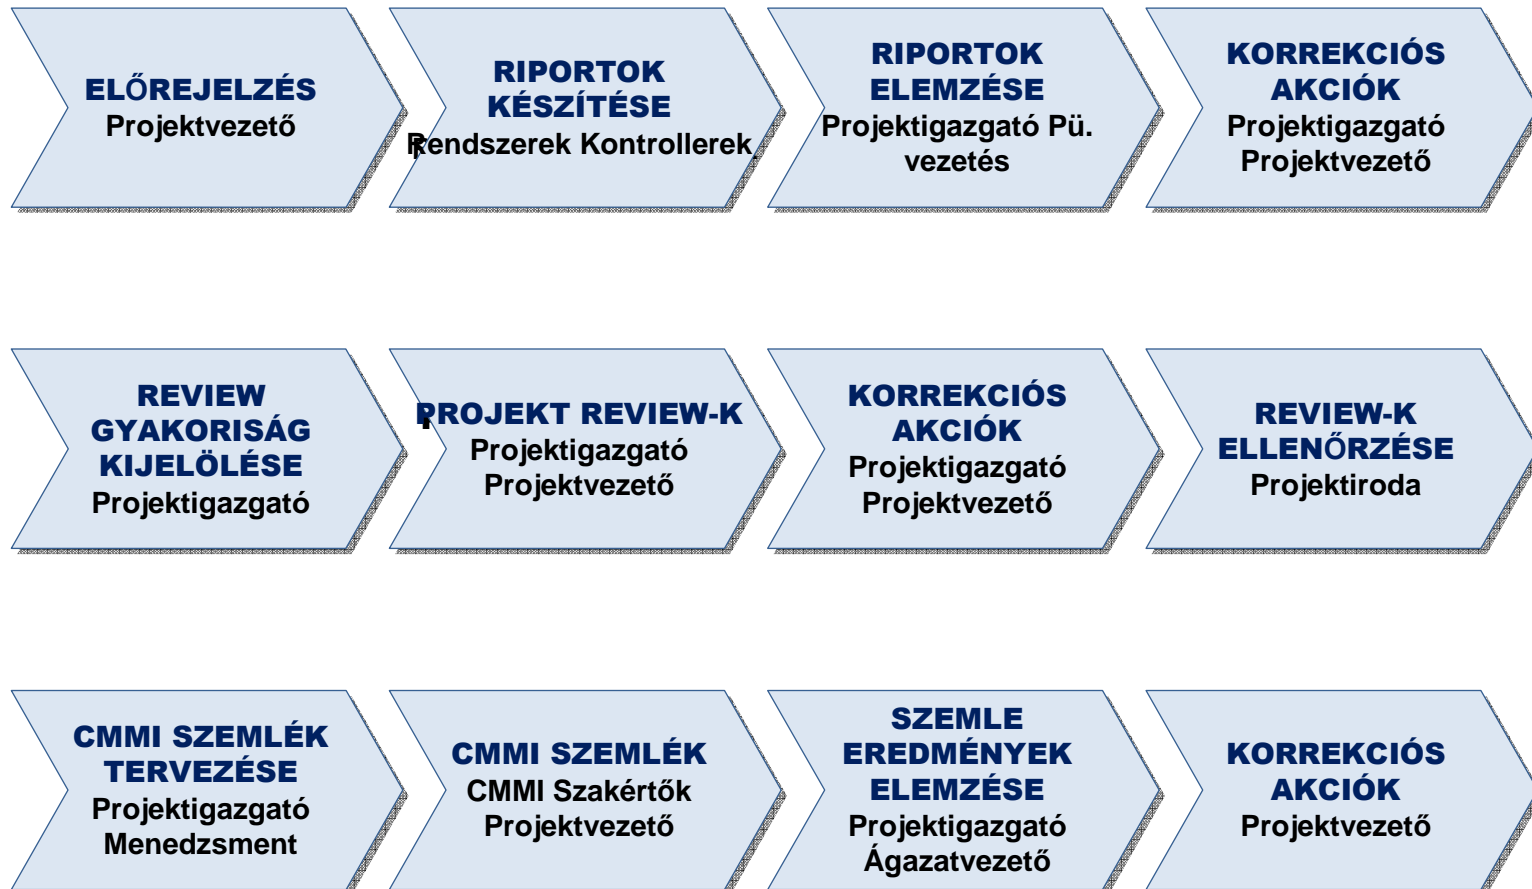 ELŐREJELZÉS
Projektvezető
RIPORTOK
KÉSZÍTÉSE
Rendszerek Kontrollerek
RIPORTOK
ELEMZÉSE
Projektigazgató Pü.
vezetés
KORREKCIÓS
AKCIÓK
Projektigazgató
Projektvezető
REVIEW
GYAKORISÁG
KIJELÖLÉSE
Projektigazgató
PROJEKT REVIEW-K
Projektigazgató
Projektvezető
KORREKCIÓS
AKCIÓK
Projektigazgató
Projektvezető
REVIEW-K
ELLENŐRZÉSE
Projektiroda
CMMI SZEMLÉK
TERVEZÉSE
Projektigazgató
Menedzsment
CMMI SZEMLÉK
CMMI Szakértők
Projektvezető
SZEMLE
EREDMÉNYEK
ELEMZÉSE
Projektigazgató
Ágazatvezető
KORREKCIÓS
AKCIÓK
Projektvezető